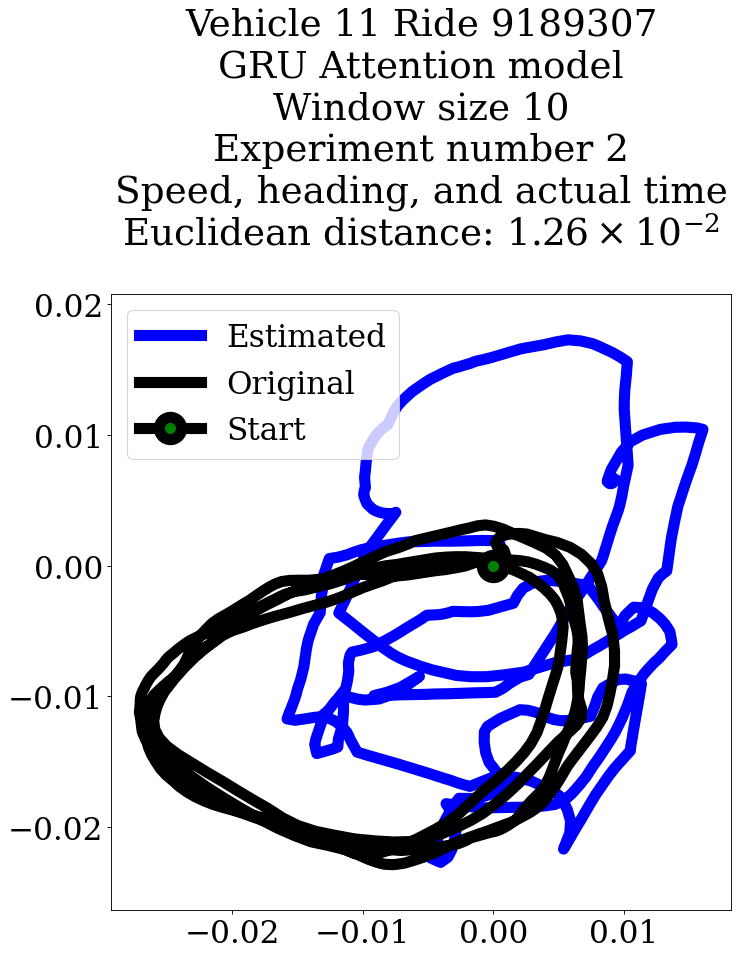 Vehicle 11 Ride 9189307
GRU Attention model
Window size 10
Experiment number 2
Speed, heading, and actual time
Euclidean distance: 1.26 × 10⁻²
0.02
0.01
0.00
−0.01
−0.02
Estimated
Original
Start
−0.02 −0.01 0.00 0.01